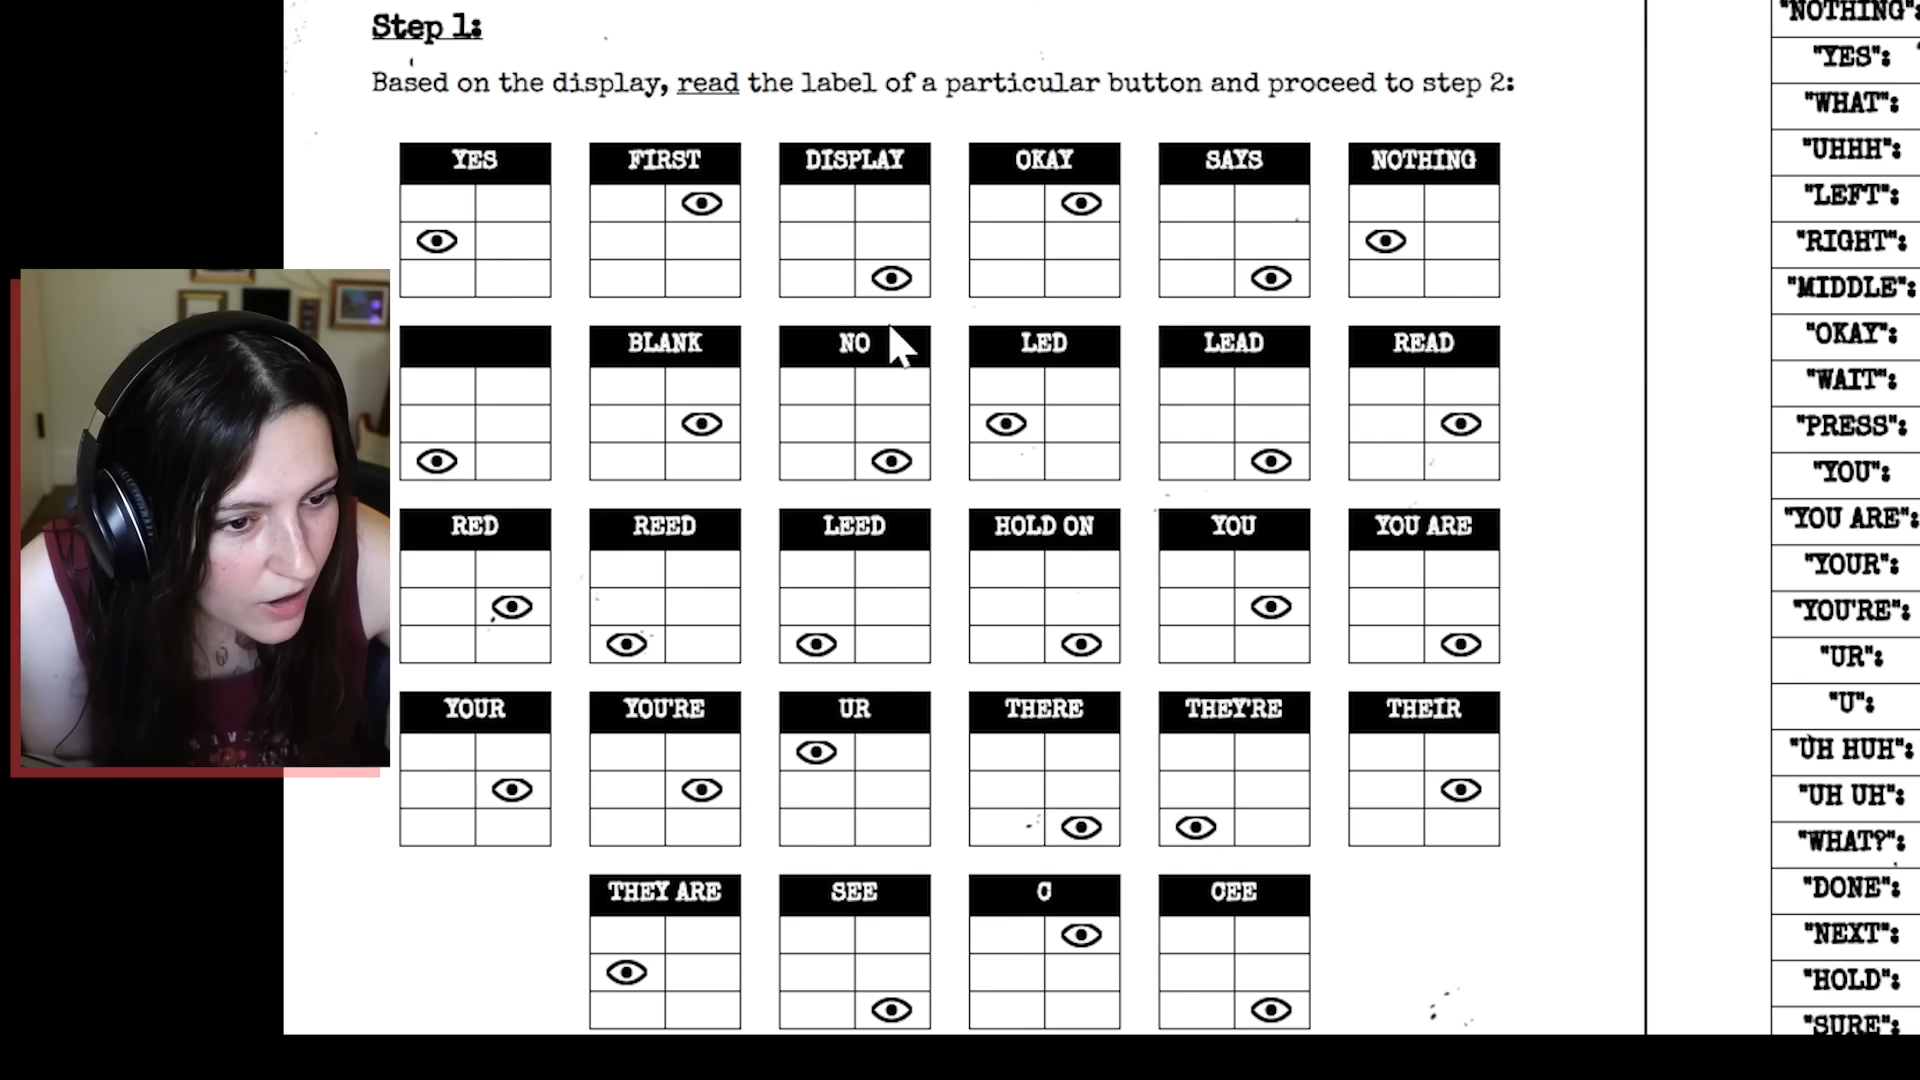 Step 1:
Based on the display, read the label of a particular button and proceed to step 2:
YES FIRST DISPLAY OKAY SAYS NOTHING
BLANK NO LED LEAD READ
RED REED LEED HOLD ON YOU YOU ARE
YOUR YOU'RE UR THERE THEY'RE THEIR
THEY ARE SEE C CEE
"NOTHING":
"YES":
"WHAT":
"UHHH":
"LEFT":
"RIGHT":
"MIDDLE":
"OKAY":
"WAIT":
"PRESS":
"YOU":
"YOU ARE":
"YOUR":
"YOU'RE":
"UR":
"U":
"UH HUH":
"UH UH":
"WHAT?":
"DONE":
"NEXT":
"HOLD":
"SURE":